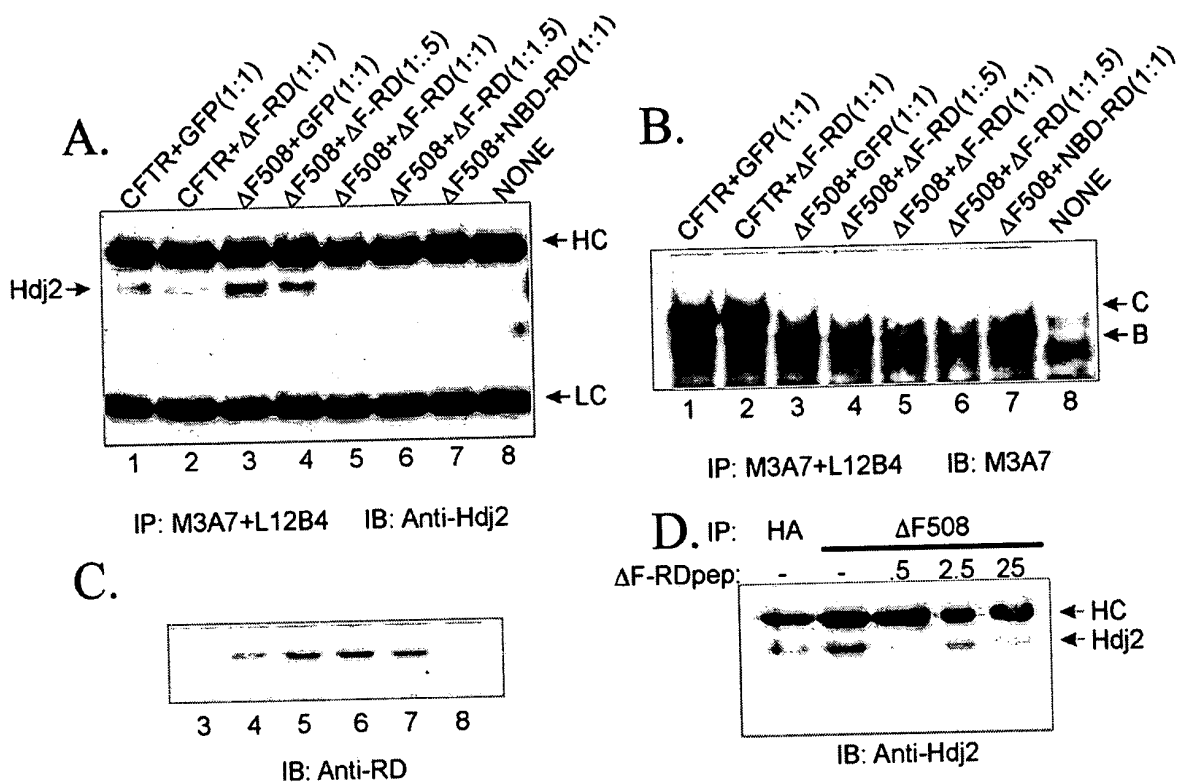 A.
CFTR+GFP(1:1)
CFTR+ΔF-RD(1:1)
ΔF508+GFP(1:1)
ΔF508+ΔF-RD(1:.5)
ΔF508+ΔF-RD(1:1)
ΔF508+ΔF-RD(1:1.5)
ΔF508+NBD-RD(1:1)
NONE
HC
Hdj2
LC
1 2 3 4 5 6 7 8
IP: M3A7+L12B4 IB: Anti-Hdj2
B.
CFTR+GFP(1:1)
CFTR+ΔF-RD(1:1)
ΔF508+GFP(1:1)
ΔF508+ΔF-RD(1:.5)
ΔF508+ΔF-RD(1:1)
ΔF508+ΔF-RD(1:1.5)
ΔF508+NBD-RD(1:1)
NONE
C
B
1 2 3 4 5 6 7 8
IP: M3A7+L12B4 IB: M3A7
C.
3 4 5 6 7 8
IB: Anti-RD
D.
IP: HA ΔF508
ΔF-RDpep: - - .5 2.5 25
HC
Hdj2
IB: Anti-Hdj2